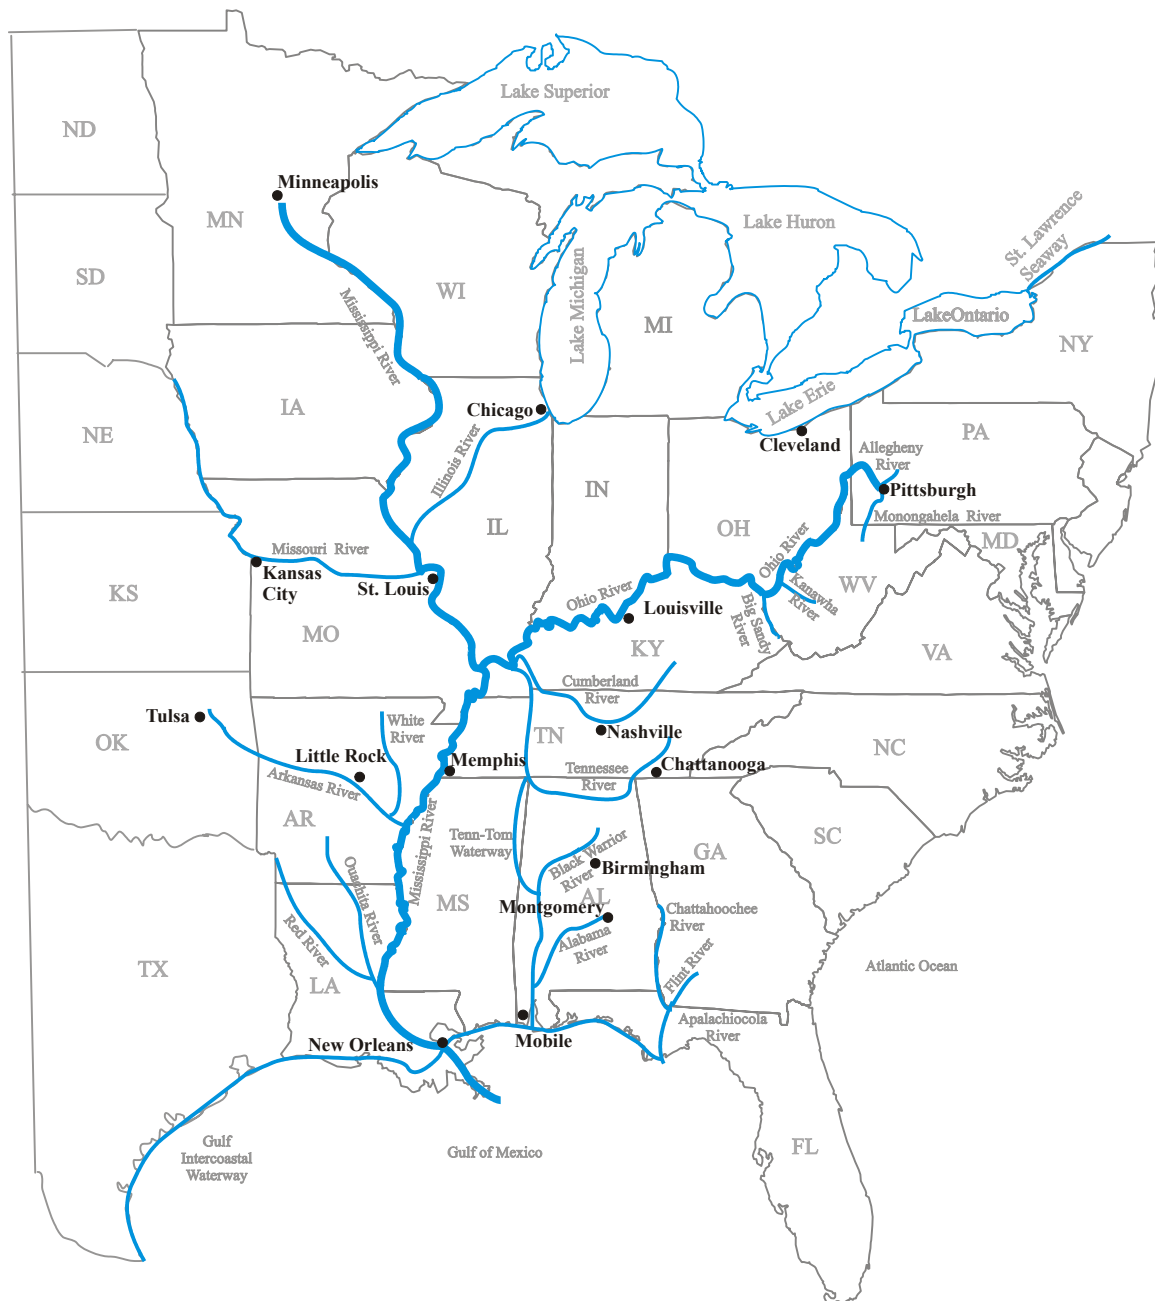 Lake Superior
ND
Minneapolis
MN
Lake Huron
St. Lawrence
Seaway
SD
WI
Lake Michigan
Mississippi River
MI
LakeOntario
NY
IA
Chicago
Lake Erie
NE
Cleveland
PA
Illinois River
Allegheny
River
IN
Pittsburgh
IL
OH
Monongahela River
MD
Missouri River
Ohio River
Kansas
City
St. Louis
KS
WV
Kanawha
River
Ohio River
Louisville
Big Sandy
River
MO
KY
VA
Cumberland
River
Tulsa
OK
White
River
TN
Nashville
NC
Little Rock
Memphis
Tennessee
River
Chattanooga
Arkansas River
AR
Mississippi River
Tenn-Tom
Waterway
Black Warrior
River
SC
GA
Birmingham
AL
Ouachita River
MS
Montgomery
Chattahoochee
River
Red River
Alabama
River
Flint River
TX
LA
Atlantic Ocean
Apalachiocola
River
New Orleans
Mobile
Gulf
Intercoastal
Waterway
Gulf of Mexico
FL